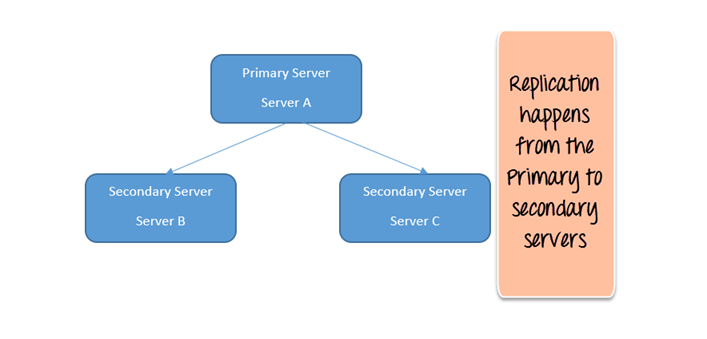 Primary Server
Server A
Secondary Server
Server B
Secondary Server
Server C
Replication
happens
from the
Primary to
secondary
servers